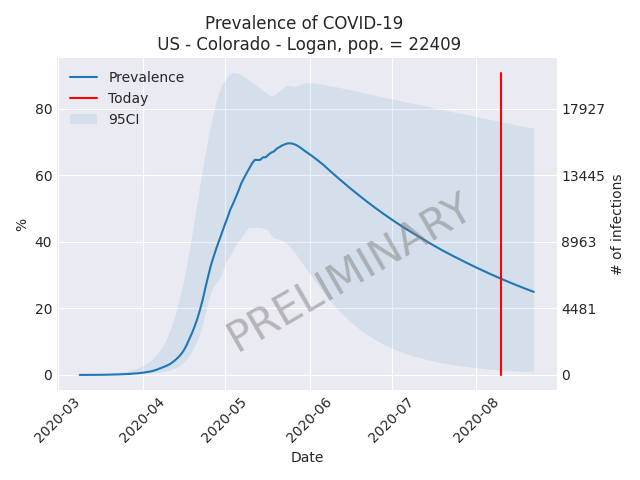 Prevalence of COVID-19
US - Colorado - Logan, pop. = 22409
Prevalence
Today
95CI
%
80
60
40
20
0
17927
13445
8963
4481
0
# of infections
PRELIMINARY
2020-03
2020-04
2020-05
2020-06
2020-07
2020-08
Date